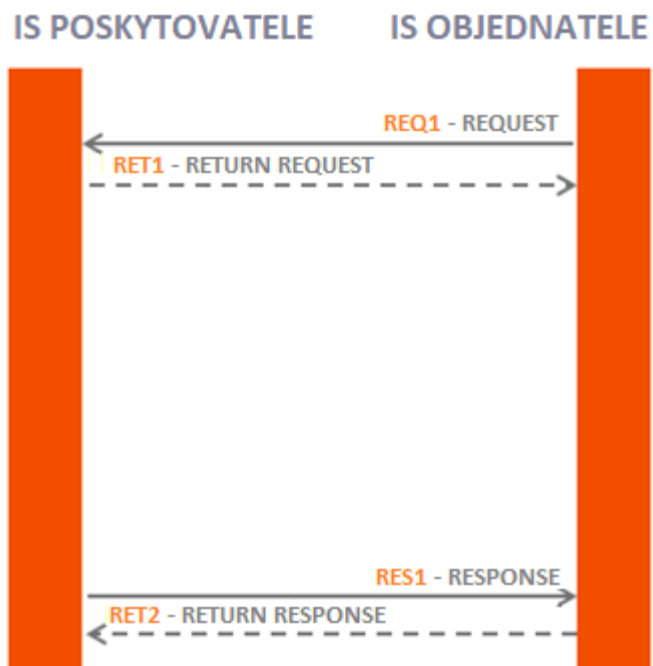 IS POSKYTOVATELE IS OBJEDNATELE
REQ1 - REQUEST
RET1 - RETURN REQUEST
RES1 - RESPONSE
RET2 - RETURN RESPONSE